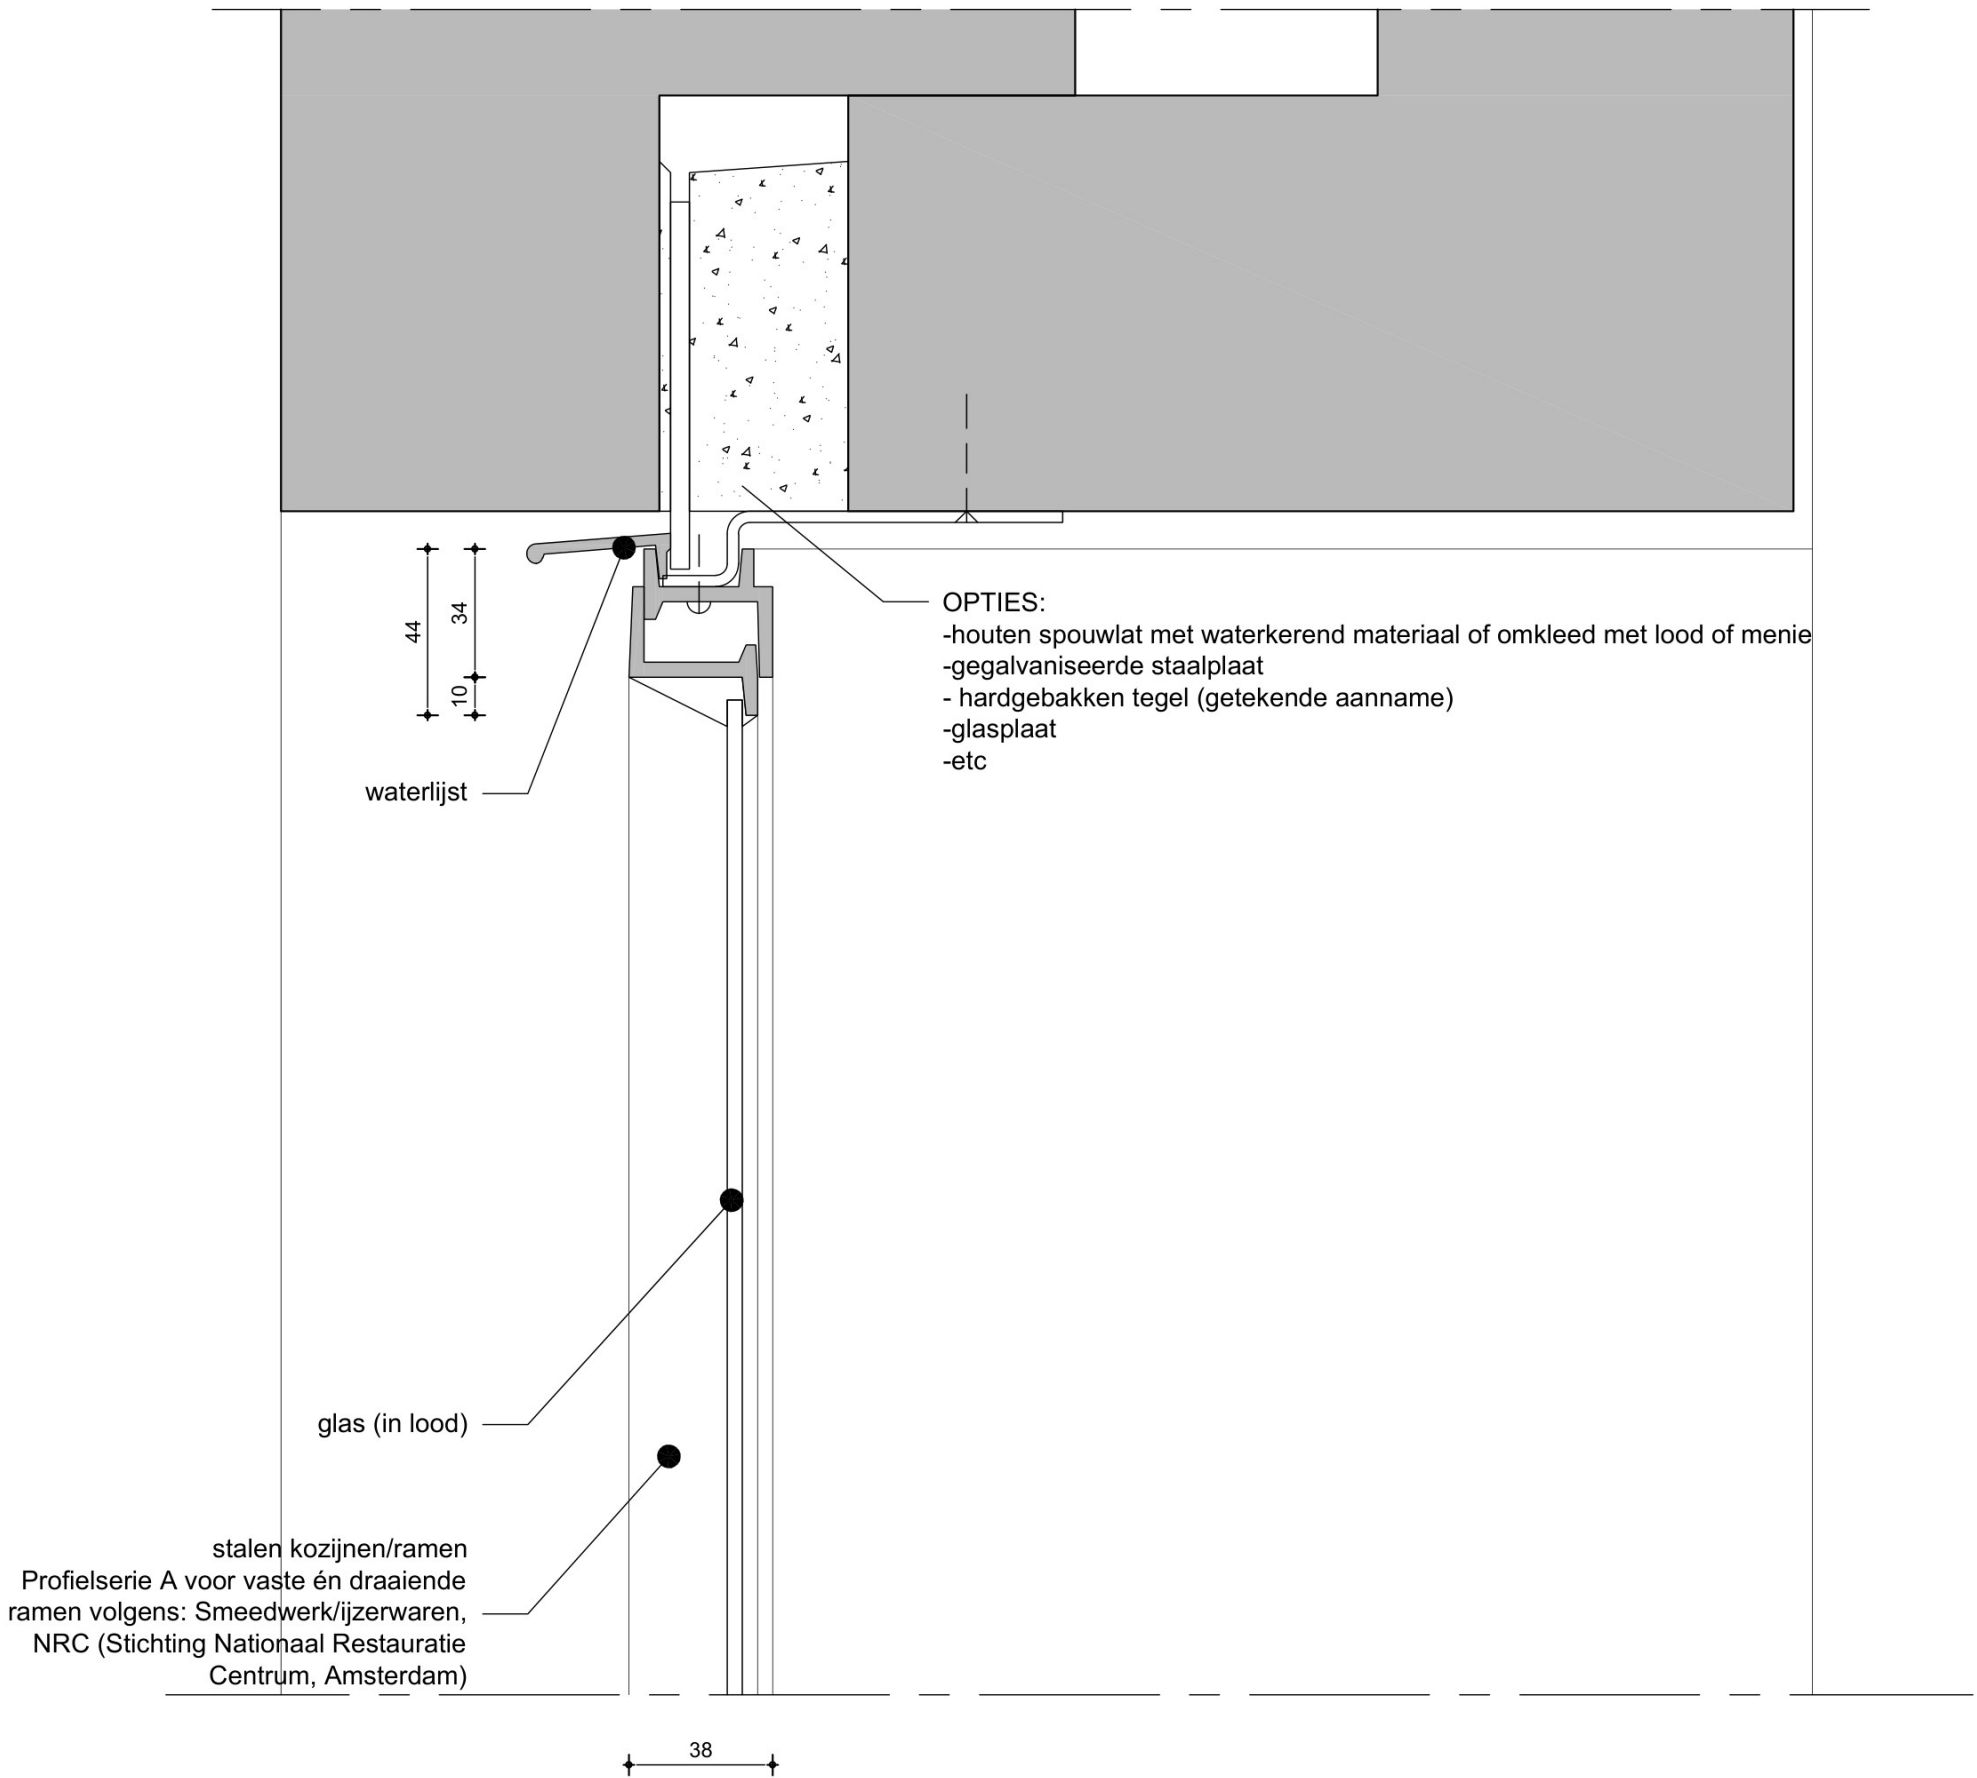 44
34
10
OPTIES:
-houten spouwlat met waterkerend materiaal of omkleed met lood of menie
-gegalvaniseerde staalplaat
- hardgebakken tegel (getekende aanname)
-glasplaat
-etc
waterlijst
glas (in lood)
stalen kozijnen/ramen
Profielserie A voor vaste én draaiende
ramen volgens: Smeedwerk/ijzerwaren,
NRC (Stichting Nationaal Restauratie
Centrum, Amsterdam)
38